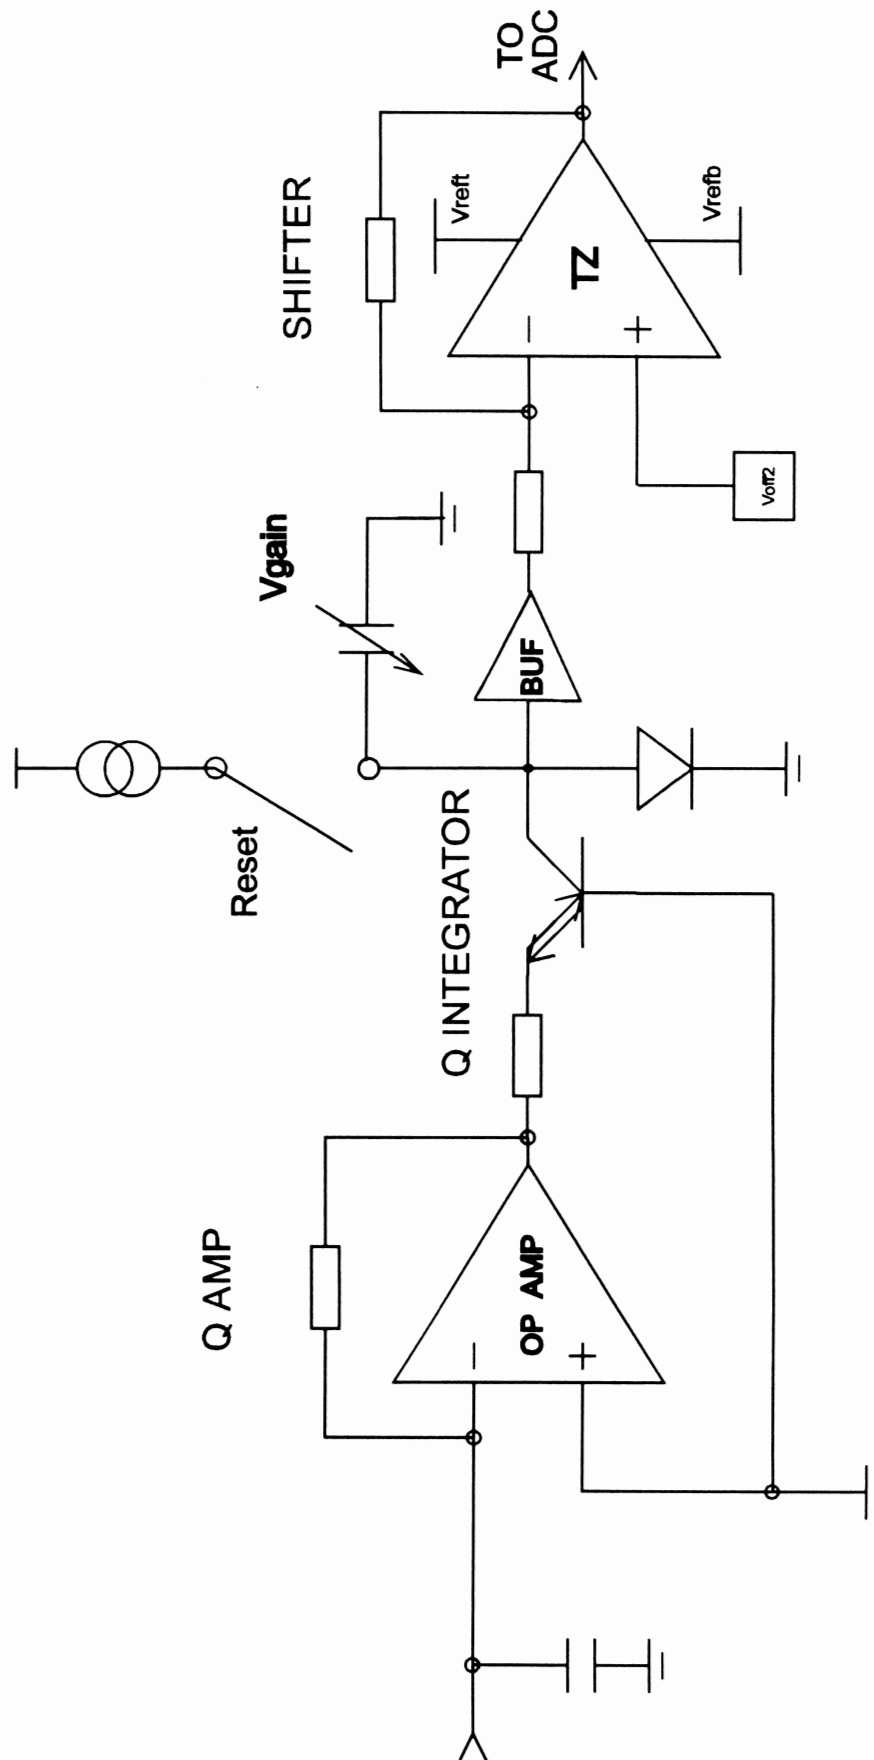 Q AMP
OP AMP
−
+
Q INTEGRATOR
Reset
Vgain
BUF
SHIFTER
TZ
−
+
Vreft
Vrefb
Voff2
TO
ADC